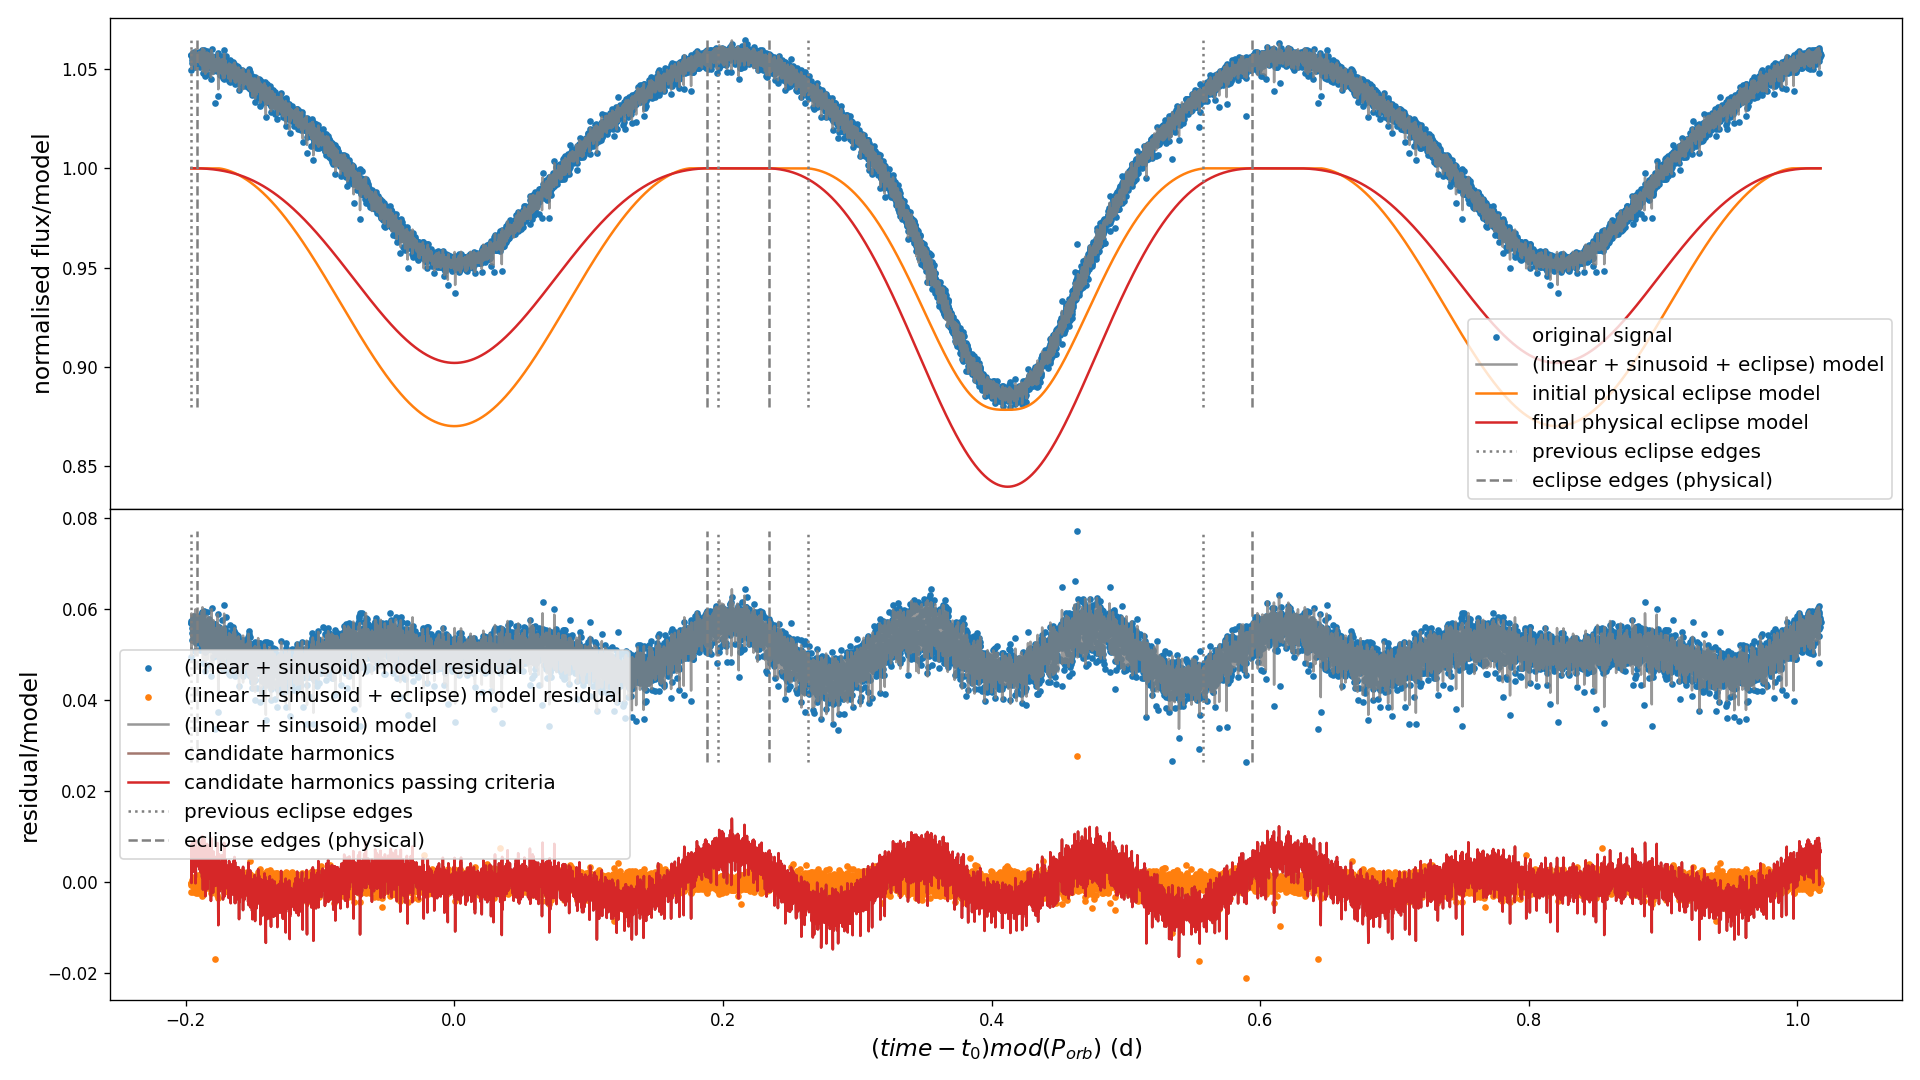 normalised flux/model
1.05
1.00
0.95
0.90
0.85
original signal
(linear + sinusoid + eclipse) model
initial physical eclipse model
final physical eclipse model
previous eclipse edges
eclipse edges (physical)
residual/model
0.08
0.06
0.04
0.02
0.00
−0.02
(linear + sinusoid) model residual
(linear + sinusoid + eclipse) model residual
(linear + sinusoid) model
candidate harmonics
candidate harmonics passing criteria
previous eclipse edges
eclipse edges (physical)
−0.2 0.0 0.2 0.4 0.6 0.8 1.0
(time − t₀)mod(Pₒᵣb) (d)